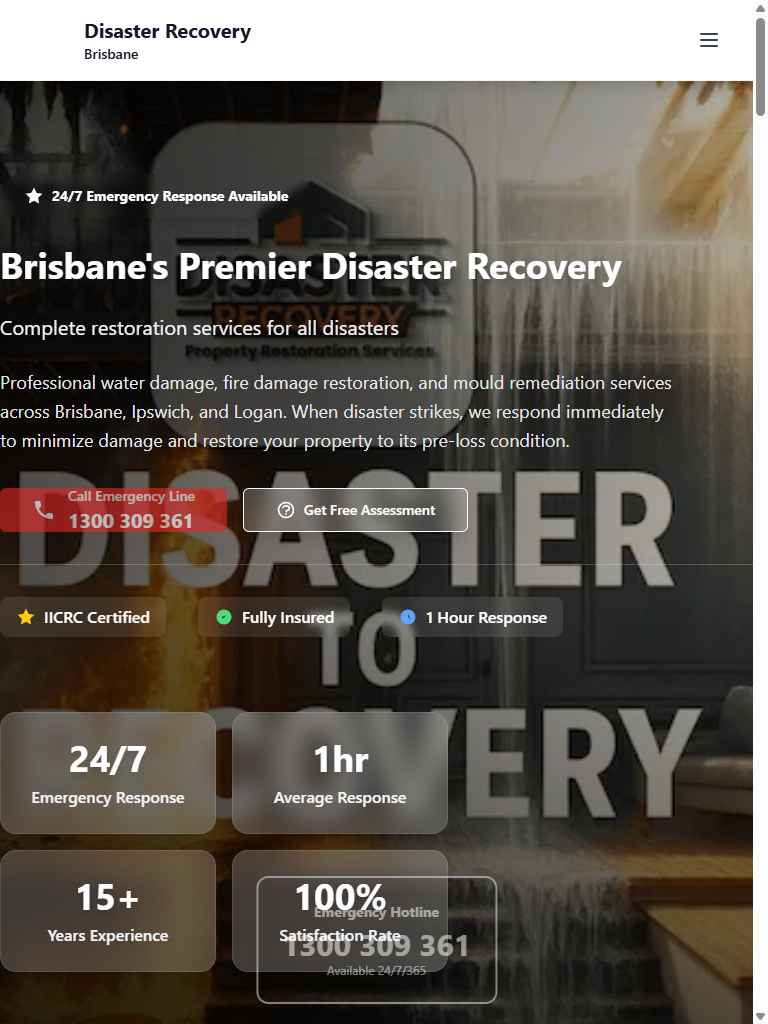 Disaster Recovery
Brisbane
DISASTER
RECOVERY
Property Restoration Services
24/7 Emergency Response Available
Brisbane's Premier Disaster Recovery
Complete restoration services for all disasters
Professional water damage, fire damage restoration, and mould remediation services
across Brisbane, Ipswich, and Logan. When disaster strikes, we respond immediately
to minimize damage and restore your property to its pre-loss condition.
Call Emergency Line
1300 309 361
Get Free Assessment
DISASTER
IICRC Certified
Fully Insured
1 Hour Response
TO
RECOVERY
24/7
Emergency Response
1hr
Average Response
15+
Years Experience
100%
Satisfaction Rate
Emergency Hotline
1300 309 361
Available 24/7/365